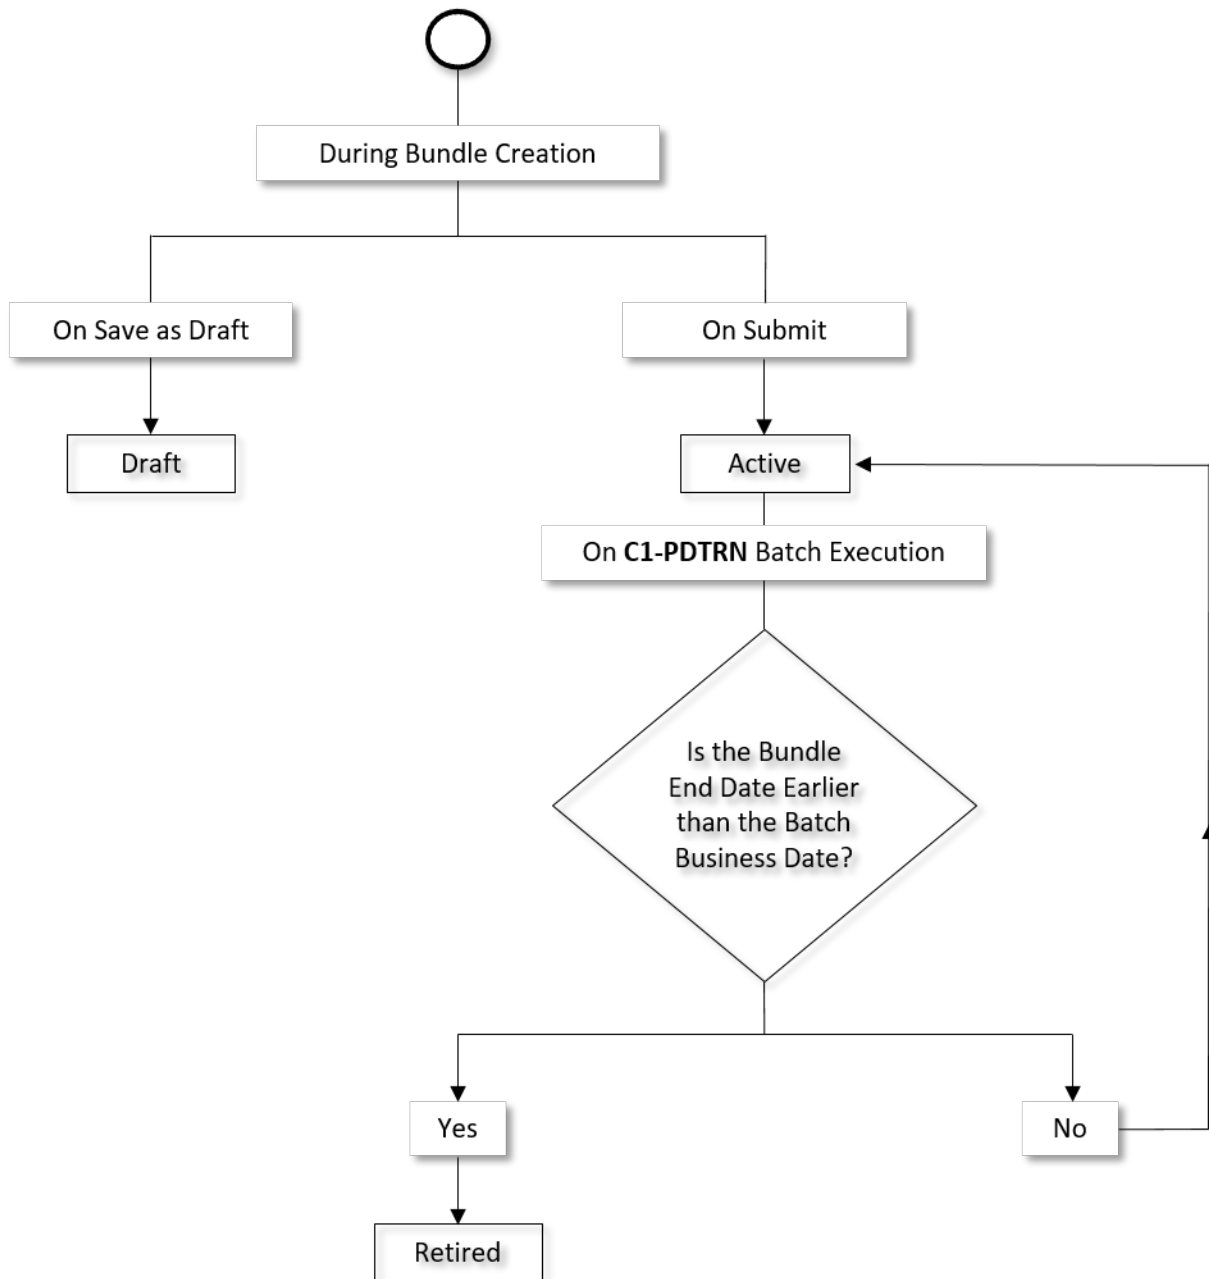 During Bundle Creation
On Save as Draft
On Submit
Draft
Active
On C1-PDTRN Batch Execution
Is the Bundle
End Date Earlier
than the Batch
Business Date?
Yes
No
Retired